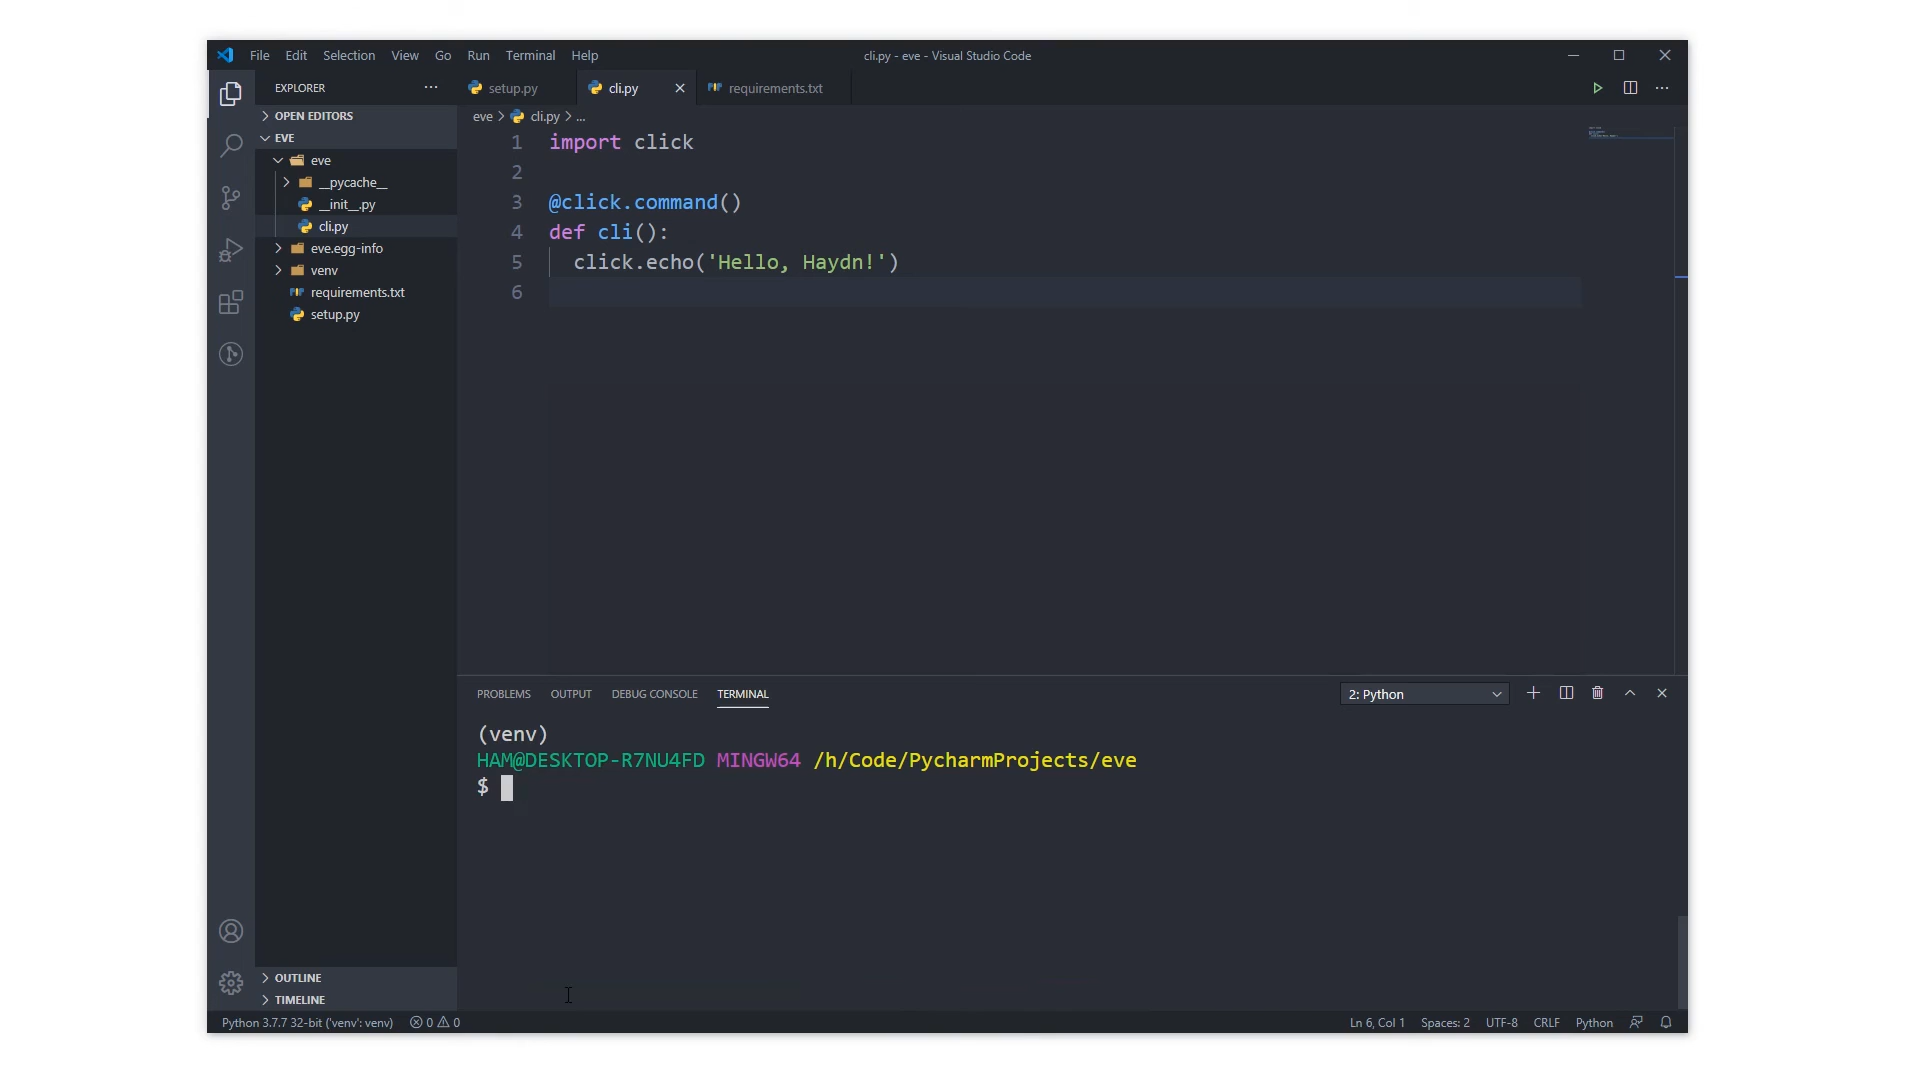 File Edit Selection View Go Run Terminal Help
cli.py - eve - Visual Studio Code
EXPLORER
OPEN EDITORS
EVE
eve
__pycache__
__init__.py
cli.py
eve.egg-info
venv
requirements.txt
setup.py
OUTLINE
TIMELINE
setup.py cli.py requirements.txt
eve > cli.py > ...
1 import click
2
3 @click.command()
4 def cli():
5 click.echo('Hello, Haydn!')
6
PROBLEMS OUTPUT DEBUG CONSOLE TERMINAL
2: Python
(venv)
HAM@DESKTOP-R7NU4FD MINGW64 /h/Code/PycharmProjects/eve
$
Python 3.7.7 32-bit ('venv': venv) 0 0
Ln 6, Col 1 Spaces: 2 UTF-8 CRLF Python